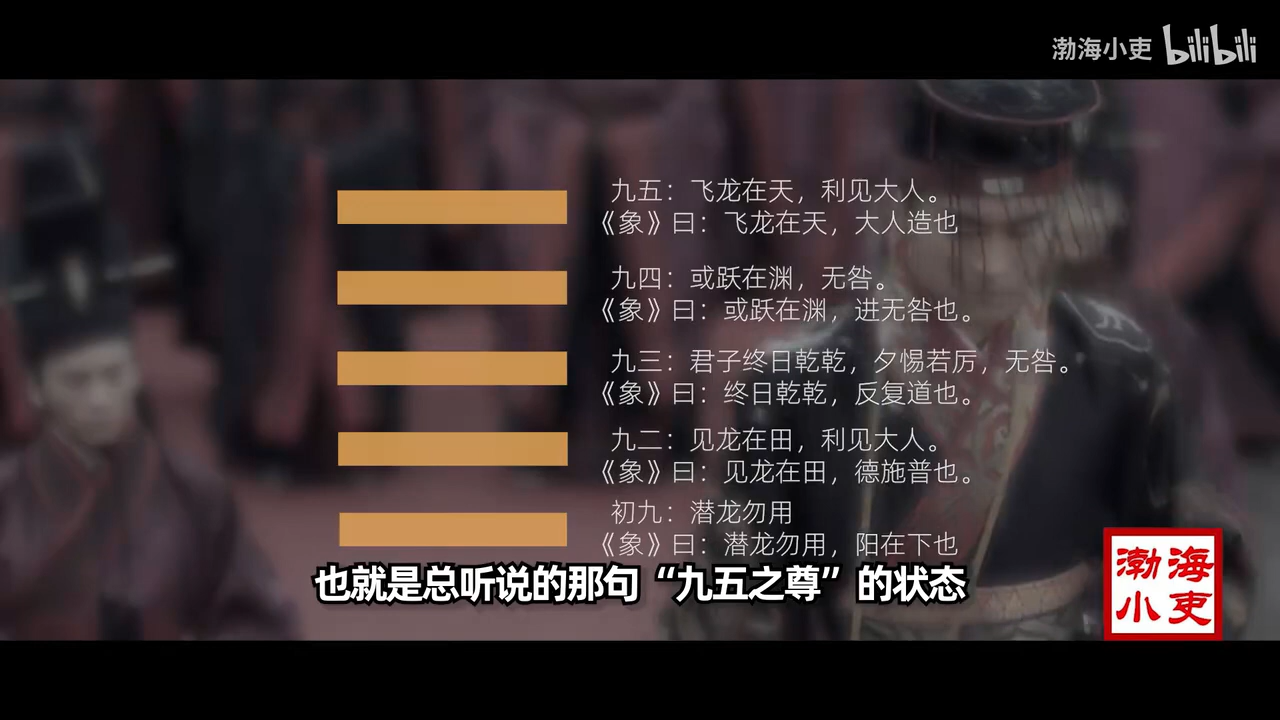 渤海小吏 bilibili
九五：飞龙在天，利见大人。
《象》曰：飞龙在天，大人造也
九四：或跃在渊，无咎。
《象》曰：或跃在渊，进无咎也。
九三：君子终日乾乾，夕惕若厉，无咎。
《象》曰：终日乾乾，反复道也。
九二：见龙在田，利见大人。
《象》曰：见龙在田，德施普也。
初九：潜龙勿用
《象》曰：潜龙勿用，阳在下也
也就是总听说的那句“九五之尊”的状态
渤海
小吏